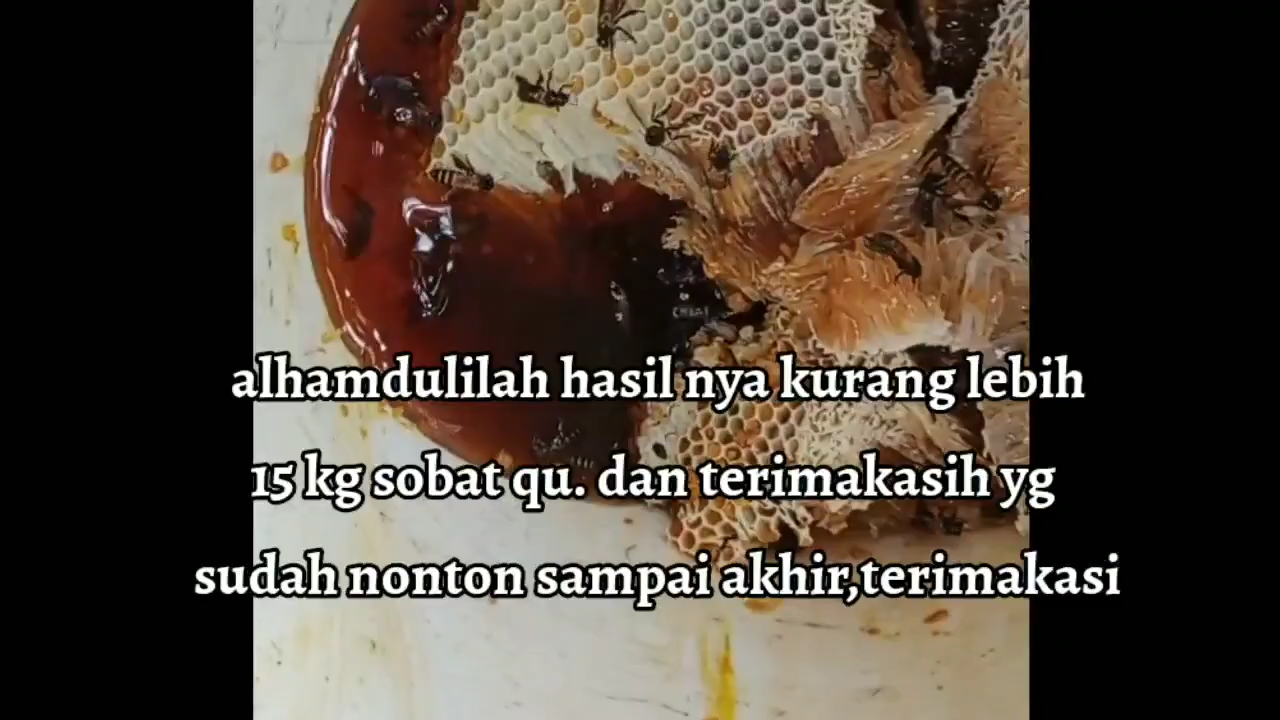 alhamdulilah hasil nya kurang lebih
15 kg sobat qu. dan terimakasih yg
sudah nonton sampai akhir,terimakasi